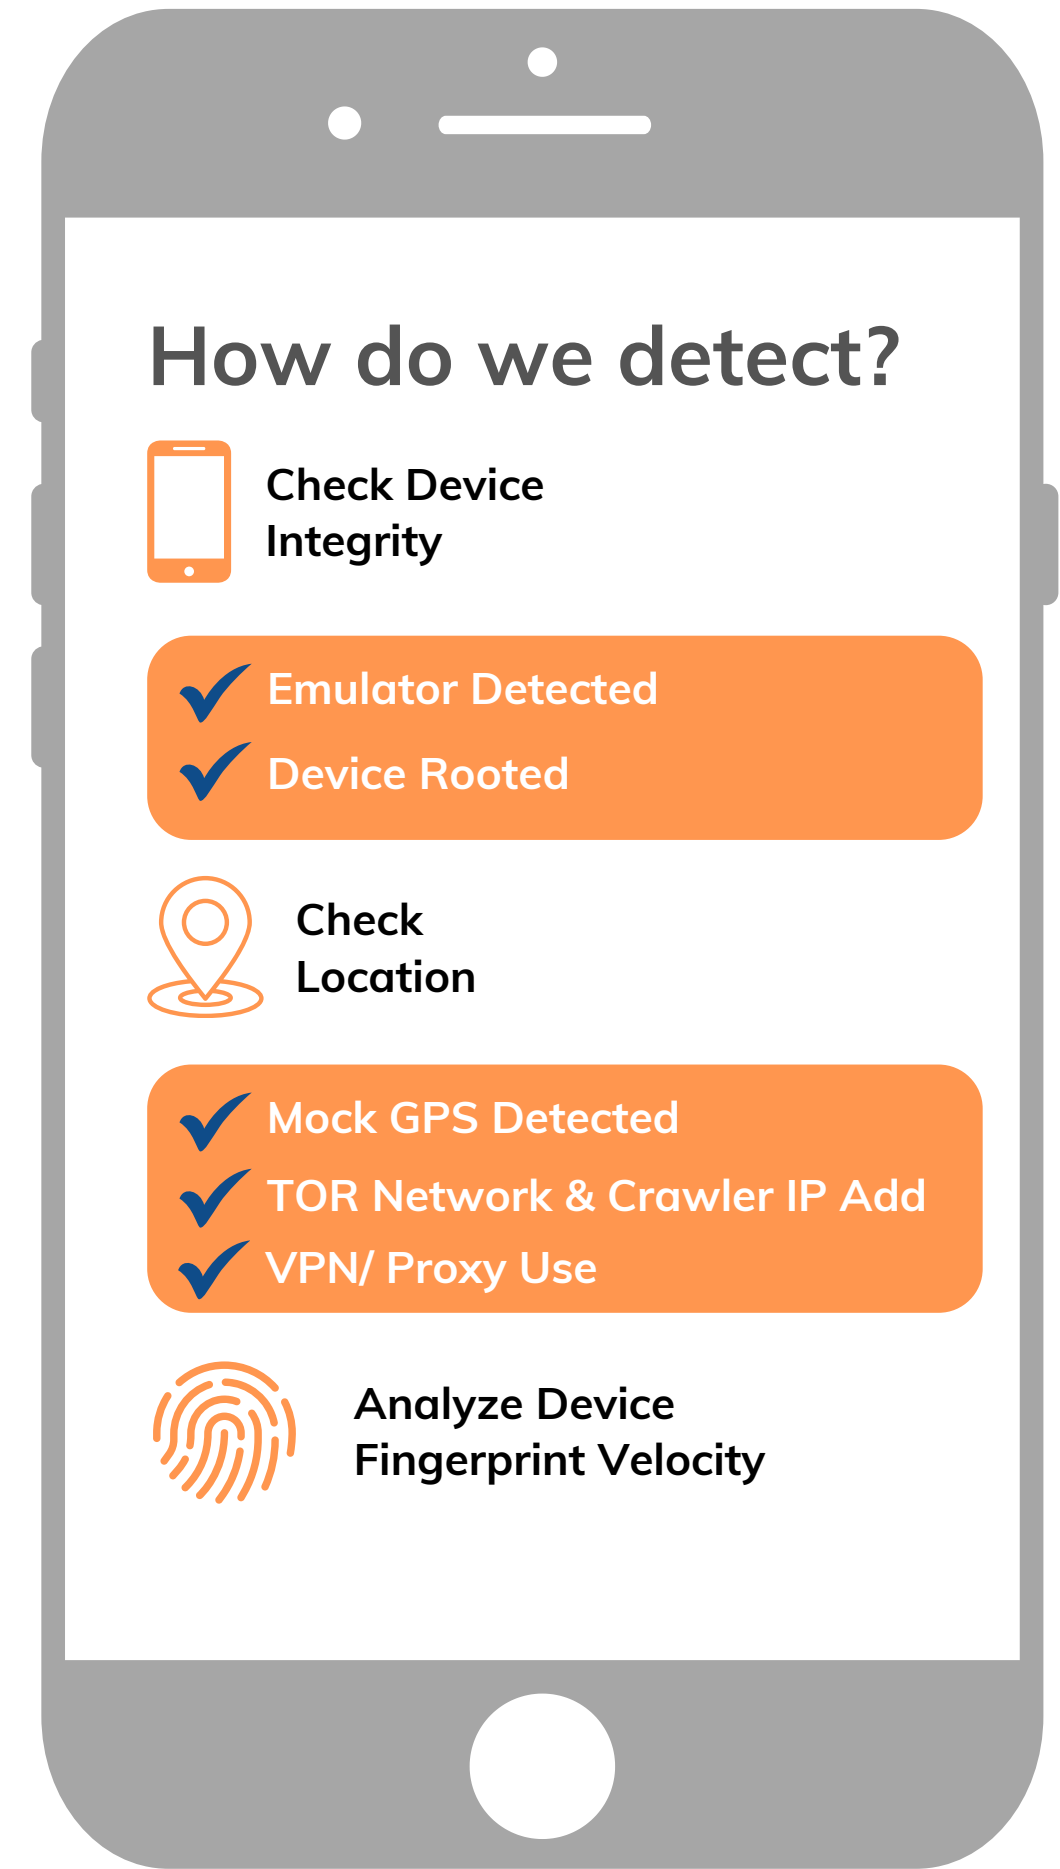 How do we detect?
Check Device
Integrity
Emulator Detected
Device Rooted
Check
Location
Mock GPS Detected
TOR Network & Crawler IP Add
VPN/ Proxy Use
Analyze Device
Fingerprint Velocity